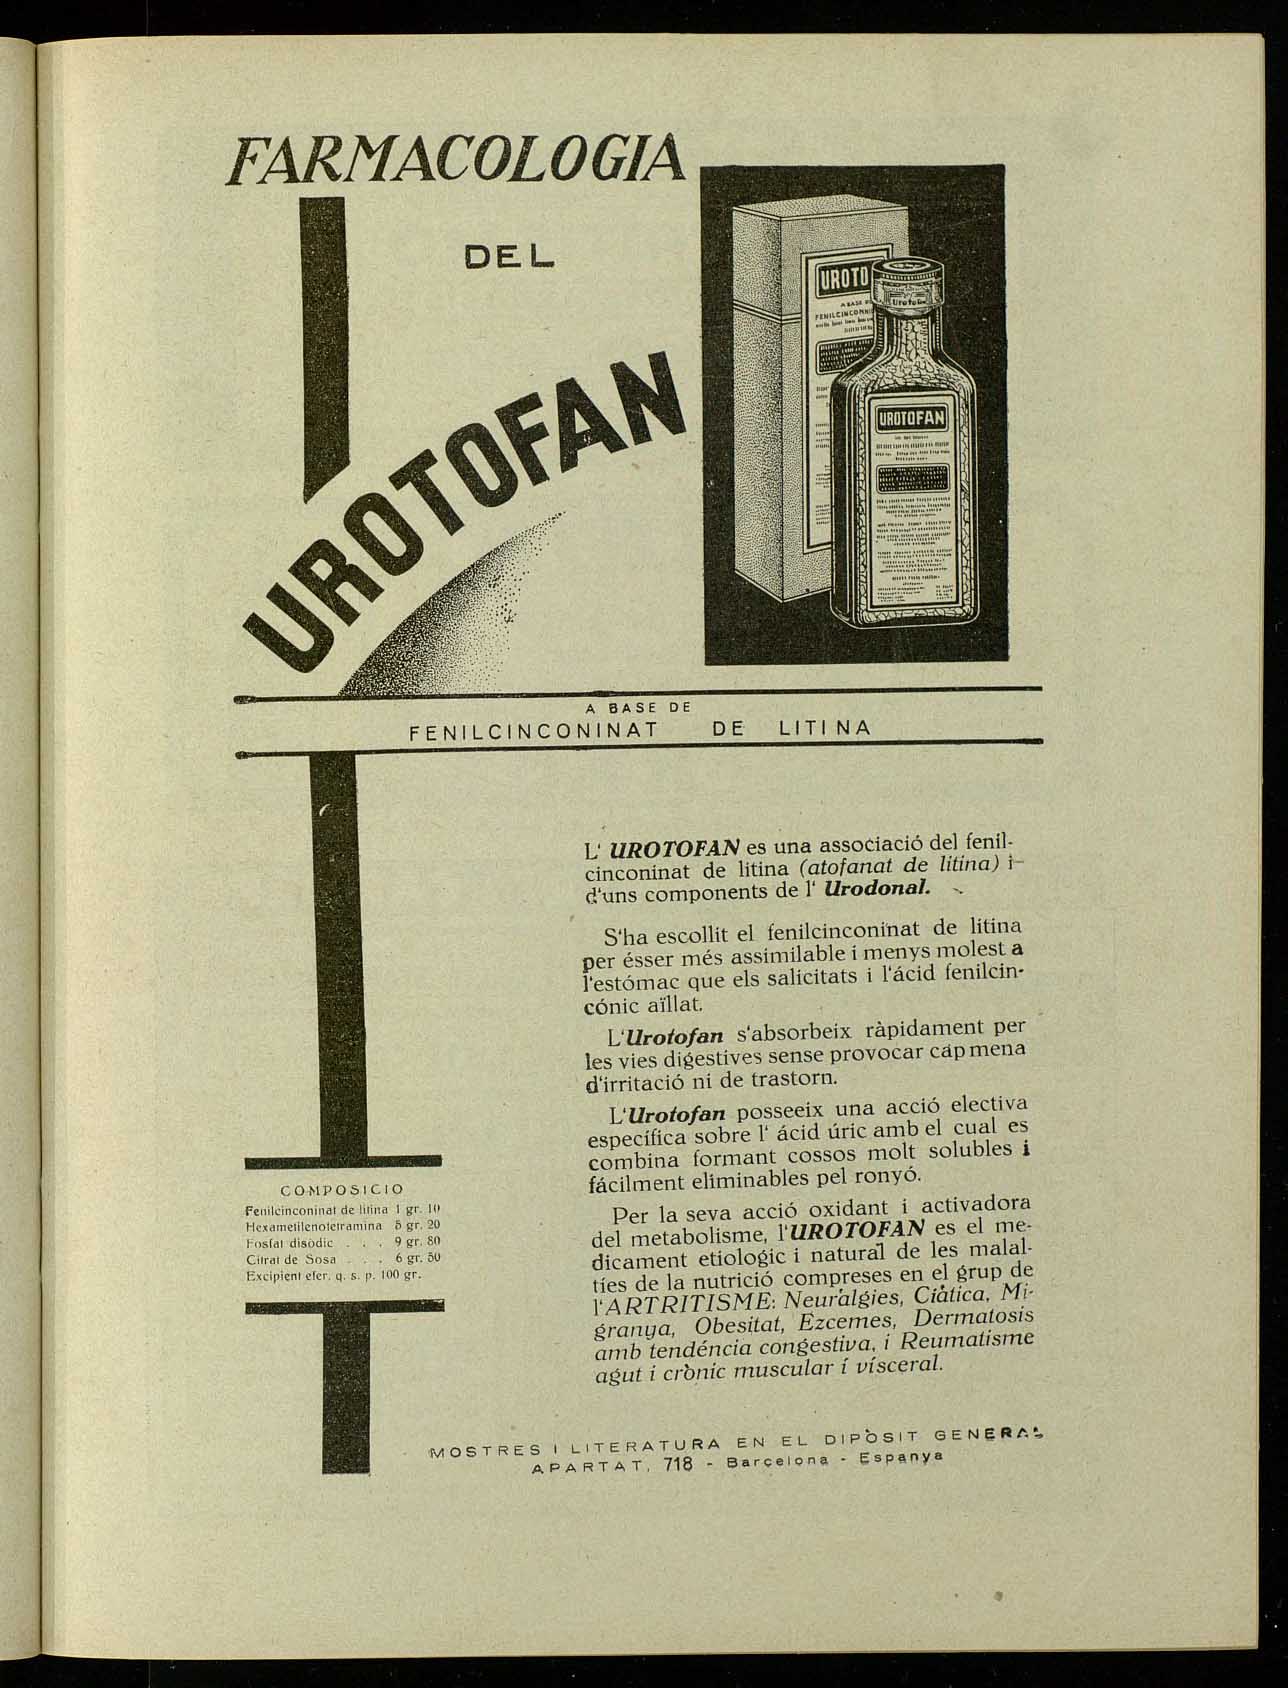 FARMACOLOGIA
DEL
UROTOFAN
UROTO
A BASE
FENILCINCONI
Urotofan
UROTOFAN
A BASE DE
FENILCINCONINAT DE LITINA
L' UROTOFAN es una associació del fenil-
cinconinat de litina (atofanat de litina) i
d'uns components de l' Urodonal.
S'ha escollit el fenilcinconinat de litina
per ésser més assimilable i menys molest a
l'estómac que els salicitats i l'ácid fenilcin-
cónic aïllat.
L'Urotofan s'absorbeix ràpidament per
les vies digestives sense provocar cap mena
d'irritació ni de trastorn.
L'Urotofan posseeix una acció electiva
específica sobre l' ácid úric amb el cual es
combina formant cossos molt solubles i
fácilment eliminables pel ronyó.
Per la seva acció oxidant i activadora
del metabolisme, l'UROTOFAN es el me-
dicament etiologic i natural de les malal-
tíes de la nutrició compreses en el grup de
l'ARTRITISME: Neuralgies, Ciàtica, Mi-
granya, Obesitat, Ezcemes, Dermatosis
amb tendéncia congestiva, i Reumatisme
agut i crònic muscular i visceral.
COMPOSICIO
Fenilcinconinat de litina 1 gr. 10
Hexametilenotetramina 5 gr. 20
Fosfat disòdic . . . 9 gr. 80
Citrat de Sosa . . . 6 gr. 50
Excipient efer. q. s. p. 100 gr.
MOSTRES I LITERATURA EN EL DIPÒSIT GENERAL
APARTAT, 718 - Barcelona - Espanya